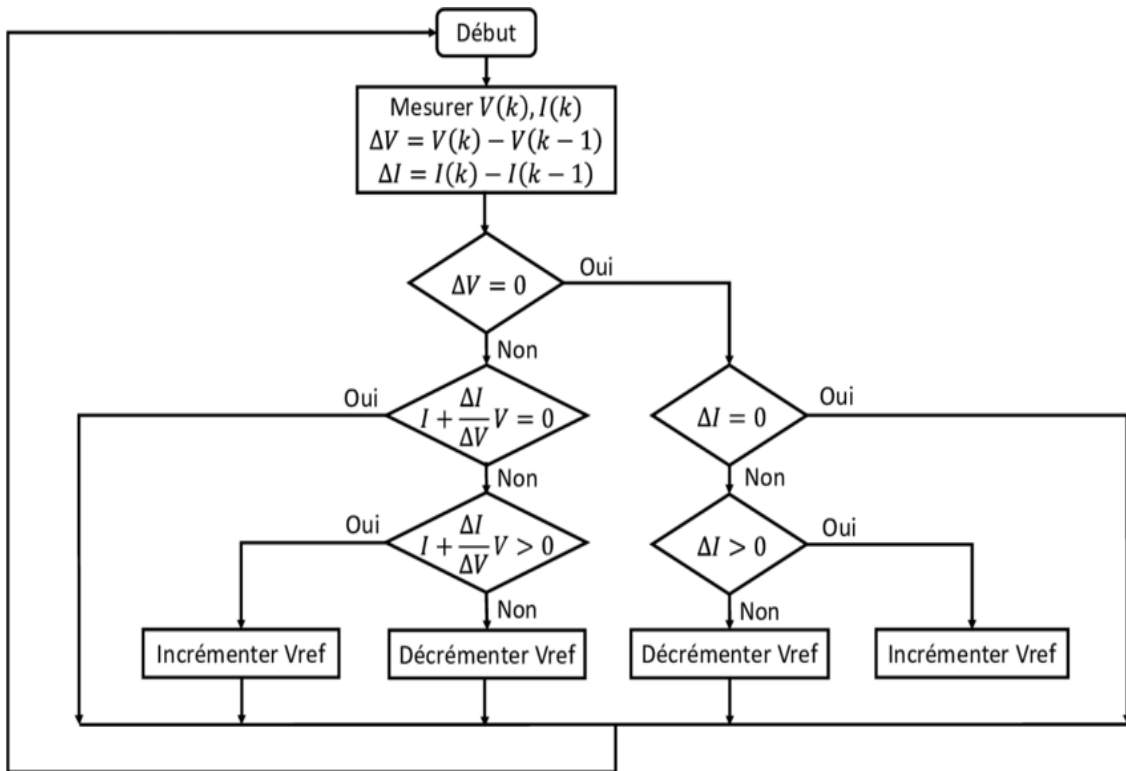 Début
Mesurer V(k), I(k)
ΔV = V(k) − V(k − 1)
ΔI = I(k) − I(k − 1)
ΔV = 0
Oui
Non
Oui
I + ΔI/ΔV V = 0
ΔI = 0
Oui
Non
Non
Oui
I + ΔI/ΔV V > 0
ΔI > 0
Oui
Non
Non
Incrémenter Vref
Décrémenter Vref
Décrémenter Vref
Incrémenter Vref